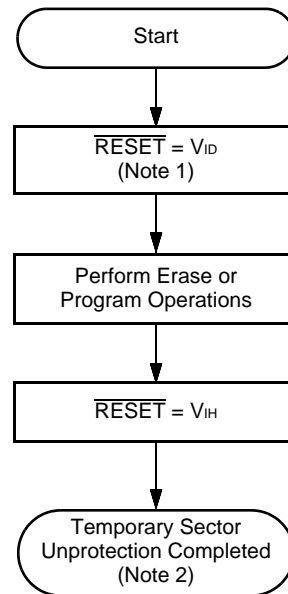 Start
RESET = VID
(Note 1)
Perform Erase or
Program Operations
RESET = VIH
Temporary Sector
Unprotection Completed
(Note 2)